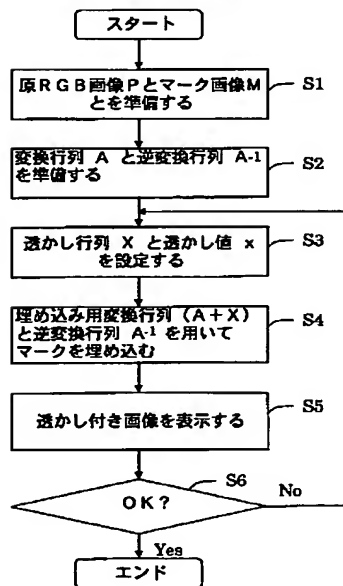 スタート
原RGB画像Pとマーク画像M
とを準備する
S1
変換行列 A と逆変換行列 A-1
を準備する
S2
透かし行列 X と透かし値 x
を設定する
S3
埋め込み用変換行列 (A+X)
と逆変換行列 A-1 を用いて
マークを埋め込む
S4
透かし付き画像を表示する
S5
OK?
S6
No
Yes
エンド